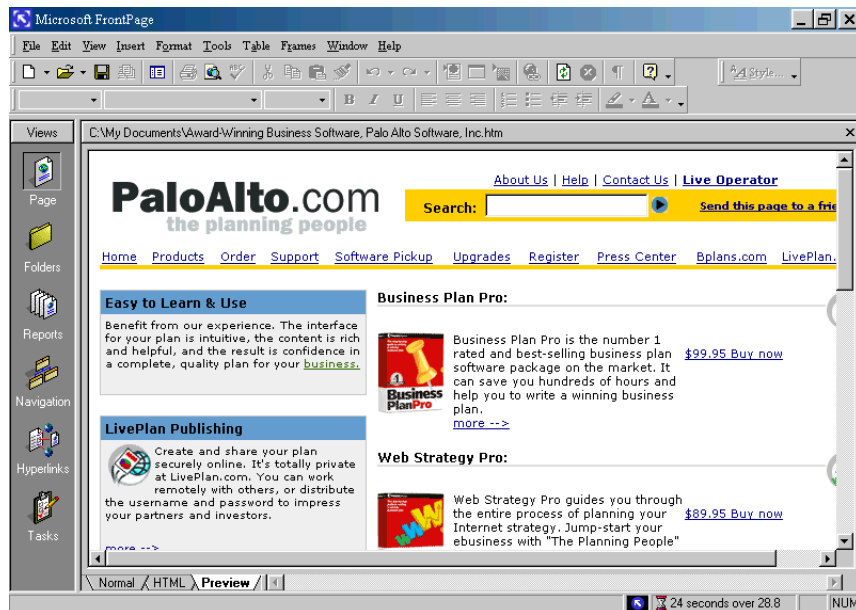 Microsoft FrontPage
File Edit View Insert Format Tools Table Frames Window Help
Style...
B I U
Views
C:\My Documents\Award-Winning Business Software, Palo Alto Software, Inc.htm
Page
Folders
Reports
Navigation
Hyperlinks
Tasks
About Us | Help | Contact Us | Live Operator
PaloAlto.com
the planning people
Search:
Send this page to a frie
Home Products Order Support Software Pickup Upgrades Register Press Center Bplans.com LivePlan.
Easy to Learn & Use
Benefit from our experience. The interface
for your plan is intuitive, the content is rich
and helpful, and the result is confidence in
a complete, quality plan for your business.
LivePlan Publishing
Create and share your plan
securely online. It's totally private
at LivePlan.com. You can work
remotely with others, or distribute
the username and password to impress
your partners and investors.
more -->
Business Plan Pro:
Business
PlanPro
Business Plan Pro is the number 1
rated and best-selling business plan
software package on the market. It
can save you hundreds of hours and
help you to write a winning business
plan.
more -->
$99.95 Buy now
Web Strategy Pro:
Web Strategy Pro guides you through
the entire process of planning your
Internet strategy. Jump-start your
ebusiness with "The Planning People"
$89.95 Buy now
Normal HTML Preview
24 seconds over 28.8 NUM